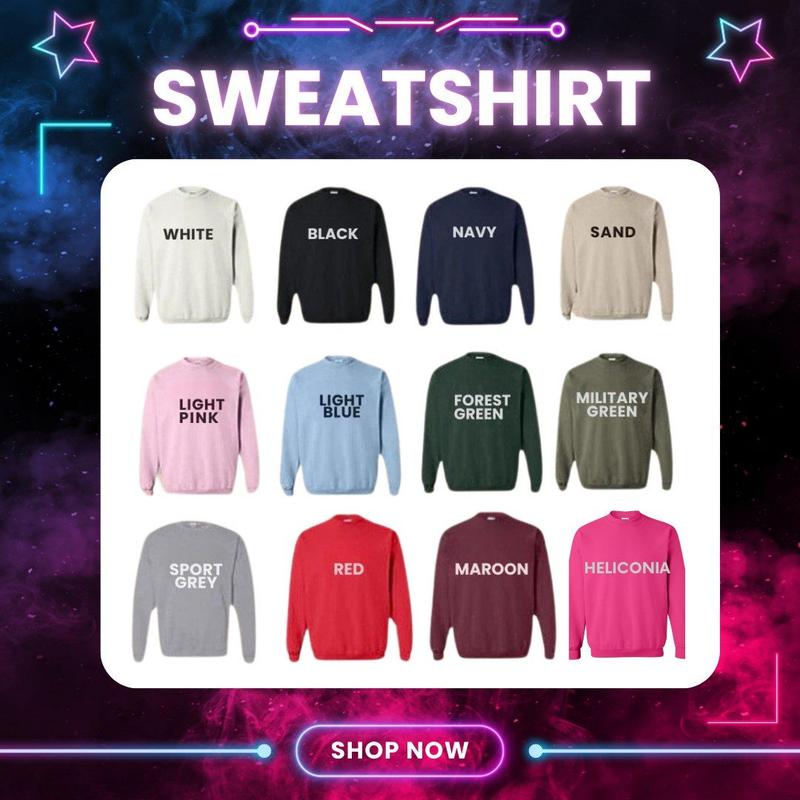 SWEATSHIRT
WHITE
BLACK
NAVY
SAND
LIGHT
PINK
LIGHT
BLUE
FOREST
GREEN
MILITARY
GREEN
SPORT
GREY
RED
MAROON
HELICONIA
SHOP NOW